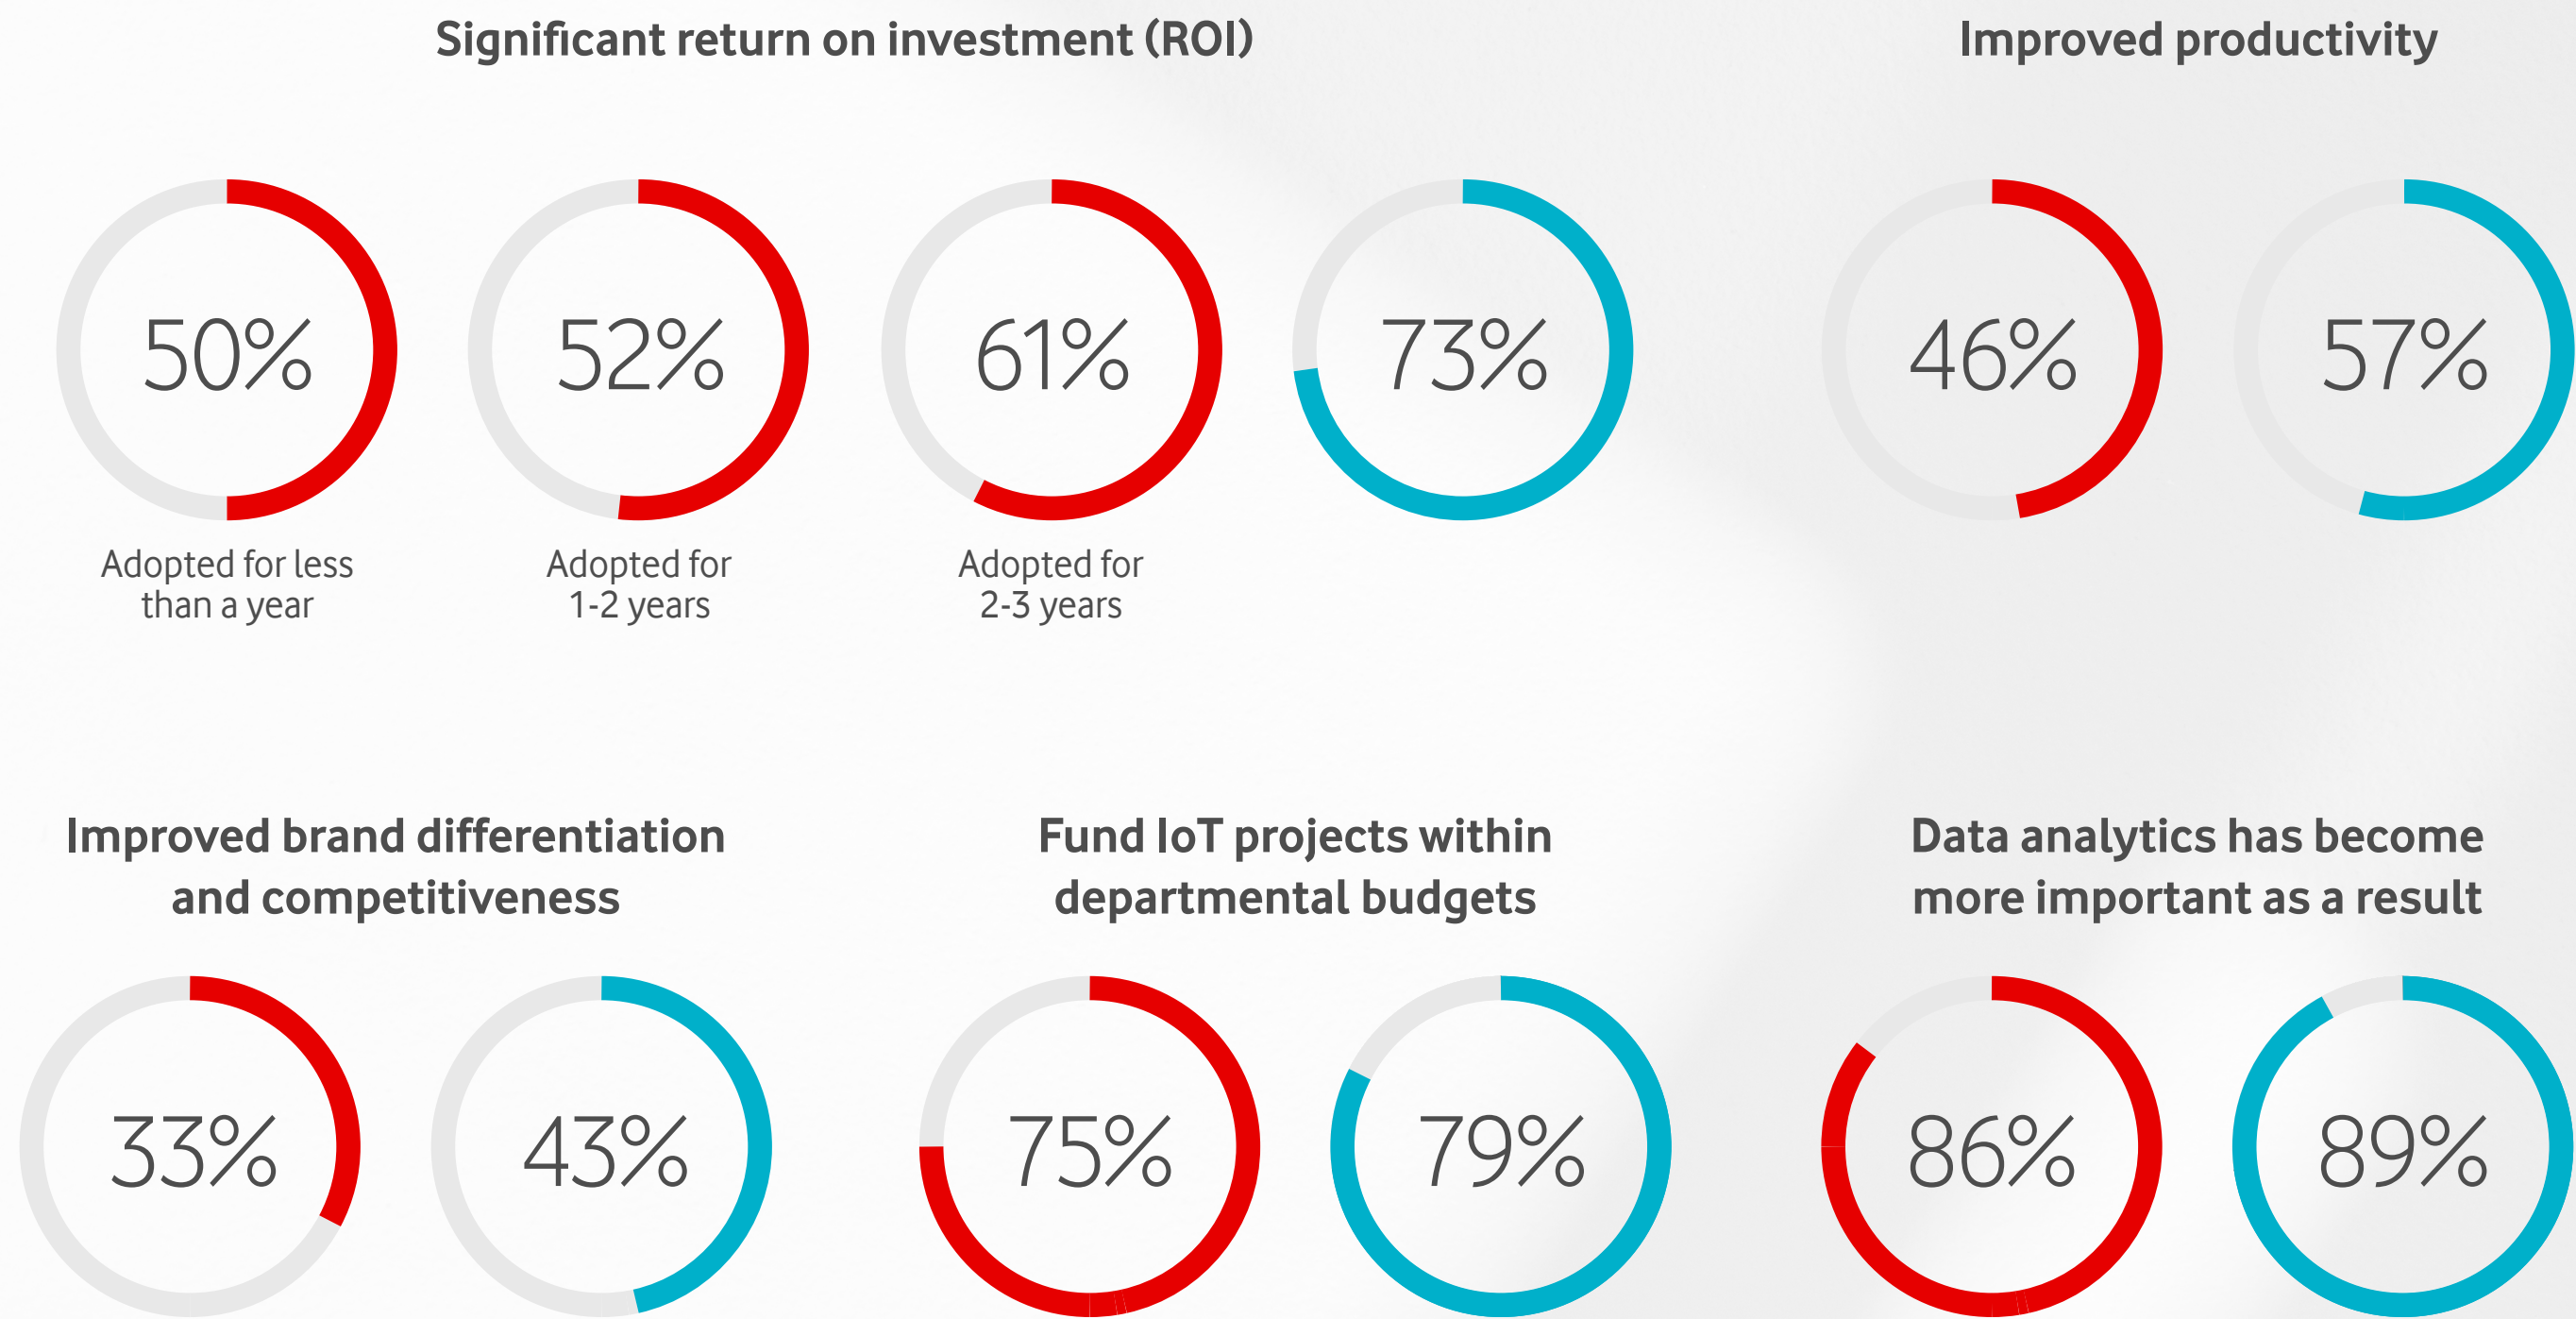 Significant return on investment (ROI)
50%
52%
61%
73%
Adopted for less
than a year
Adopted for
1-2 years
Adopted for
2-3 years
Improved productivity
46%
57%
Improved brand differentiation
and competitiveness
33%
43%
Fund IoT projects within
departmental budgets
75%
79%
Data analytics has become
more important as a result
86%
89%